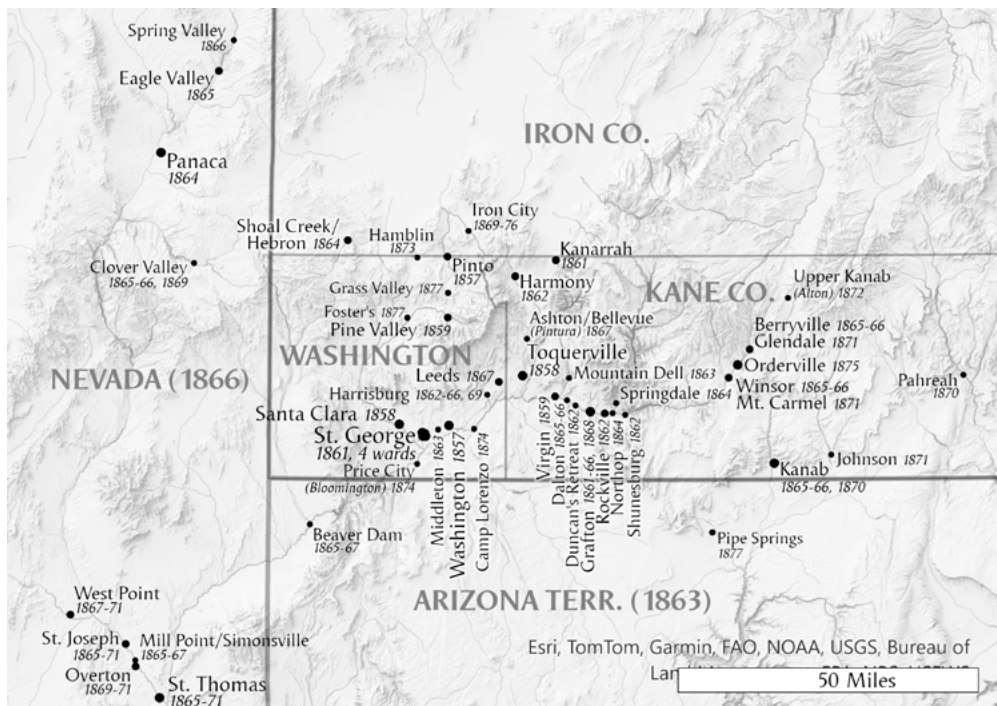 Spring Valley
1866
Eagle Valley
1865
Panaca
1864
IRON CO.
Iron City
1869-76
Shoal Creek/
Hebron 1864
Hamblin
1873
Kanarrah
1861
Clover Valley
1865-66, 1869
Pinto
1857
Harmony
1862
KANE CO.
Upper Kanab
(Alton) 1872
Grass Valley 1877
Foster's 1877
Pine Valley 1859
Ashton/Bellevue
(Pintura) 1867
Berryville 1865-66
Glendale 1871
WASHINGTON
Toquerville
1858
Orderville 1875
NEVADA (1866)
Leeds 1867
Mountain Dell 1863
Winsor 1865-66
Mt. Carmel 1871
Pahreah
1870
Harrisburg 1862-66, 69
Springdale 1864
Santa Clara 1858
St. George
1861, 4 wards
Price City
(Bloomington) 1874
Middleton 1863
Washington 1857
Camp Lorenzo 1874
Virgin 1859
Dalton 1865-66
Duncan's Retreat 1862
Grafton 1861-66, 1868
Rockville 1862
Northop 1864
Shunesburg 1862
Johnson 1871
Kanab
1865-66, 1870
Beaver Dam
1865-67
Pipe Springs
1877
West Point
1867-71
ARIZONA TERR. (1863)
St. Joseph
1865-71
Mill Point/Simonsville
1865-67
Overton
1869-71
St. Thomas
1865-71
Esri, TomTom, Garmin, FAO, NOAA, USGS, Bureau of
50 Miles